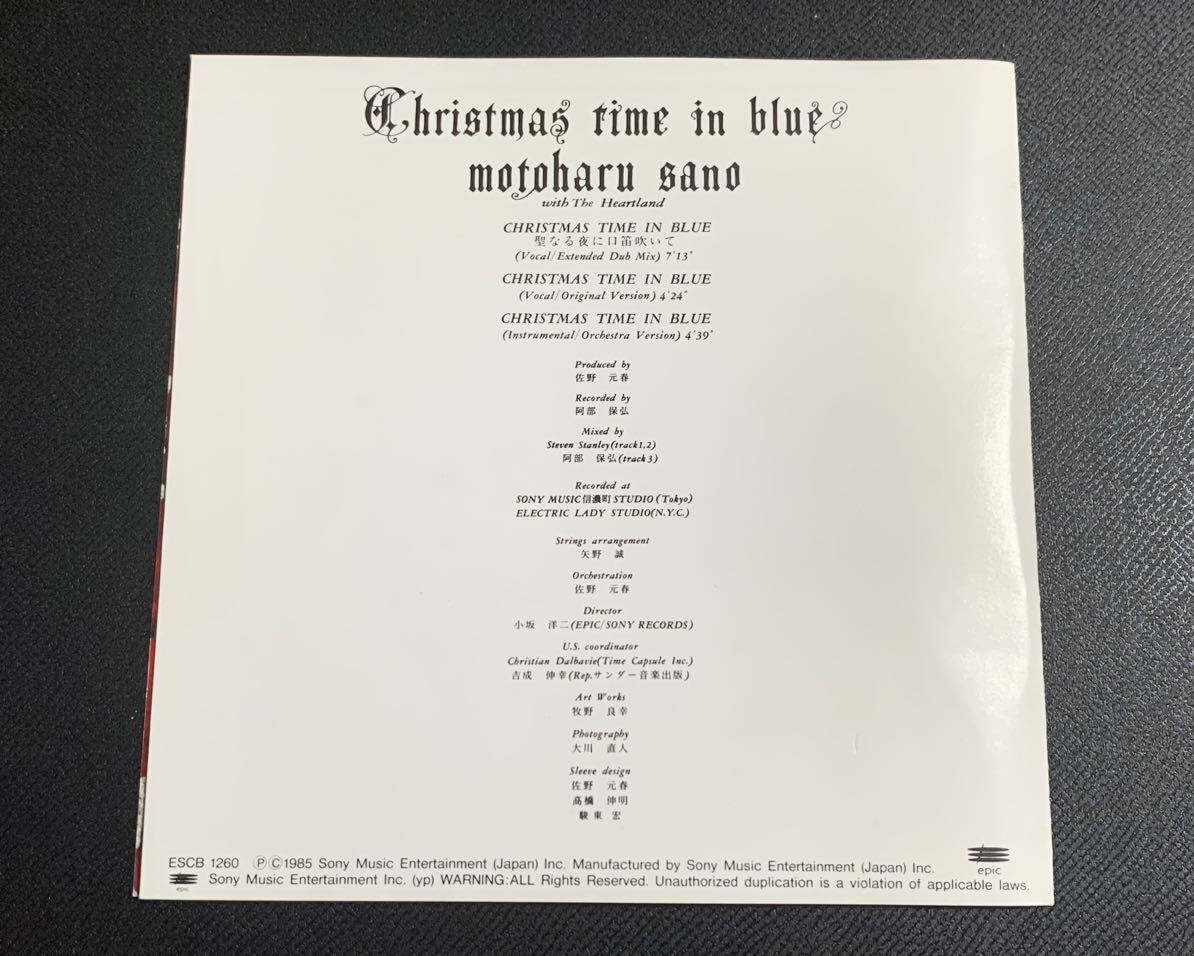 Christmas time in blue
motoharu sano
with The Heartland
CHRISTMAS TIME IN BLUE
聖なる夜に口笛吹いて
(Vocal/Extended Dub Mix) 7'13"
CHRISTMAS TIME IN BLUE
(Vocal/Original Version) 4'24"
CHRISTMAS TIME IN BLUE
(Instrumental/Orchestra Version) 4'39"
Produced by
佐野 元春
Recorded by
阿部 保弘
Mixed by
Steven Stanley(track1,2)
阿部 保弘(track3)
Recorded at
SONY MUSIC信濃町STUDIO(Tokyo)
ELECTRIC LADY STUDIO(N.Y.C.)
Strings arrangement
矢野 誠
Orchestration
佐野 元春
Director
小坂 洋二(EPIC/SONY RECORDS)
U.S. coordinator
Christian Dalbavie(Time Capsule Inc.)
吉成 伸幸(Rep.サンダー音楽出版)
Art Works
牧野 良幸
Photography
大川 直人
Sleeve design
佐野 元春
高橋 伸明
駿東 宏
ESCB 1260 ⓅⒸ1985 Sony Music Entertainment (Japan) Inc. Manufactured by Sony Music Entertainment (Japan) Inc.
epic
epic
Sony Music Entertainment Inc. (yp) WARNING:ALL Rights Reserved. Unauthorized duplication is a violation of applicable laws.